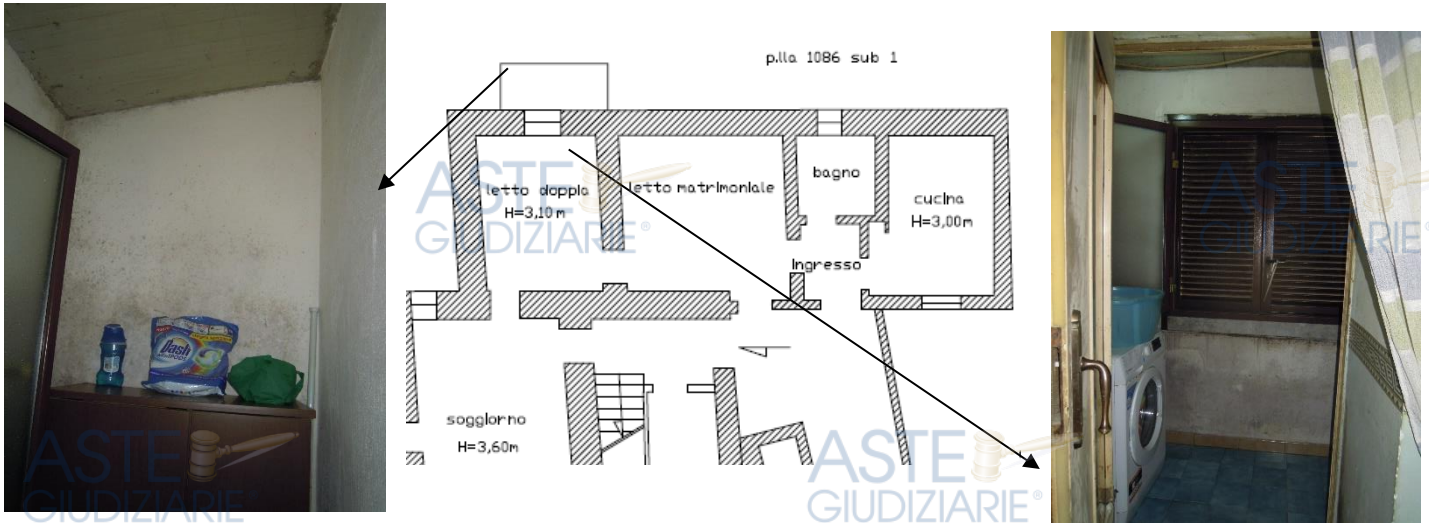 p.lla 1086 sub 1
letto doppia
H=3,10 m
letto matrimoniale
bagno
cucina
H=3,00m
Ingresso
soggiorno
H=3,60m
Dash
ASTE
GIUDIZIARIE®
ASTE
GIUDIZIARIE®
ASTE
GIUDIZIARIE®
ASTE
GIUDIZIARIE®